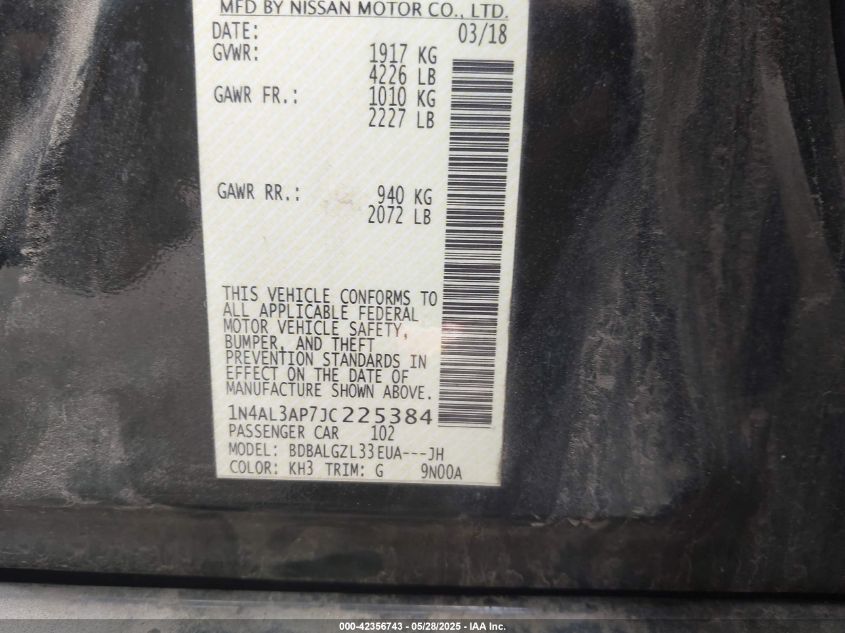 MFD BY NISSAN MOTOR CO., LTD.
DATE: 03/18
GVWR: 1917 KG
4226 LB
GAWR FR.: 1010 KG
2227 LB
GAWR RR.: 940 KG
2072 LB
THIS VEHICLE CONFORMS TO
ALL APPLICABLE FEDERAL
MOTOR VEHICLE SAFETY,
BUMPER, AND THEFT
PREVENTION STANDARDS IN
EFFECT ON THE DATE OF
MANUFACTURE SHOWN ABOVE.
1N4AL3AP7JC225384
PASSENGER CAR 102
MODEL: BDBALGZL33EUA---JH
COLOR: KH3 TRIM: G 9N00A
000-42356743 // 05/28/2025 - IAA Inc.